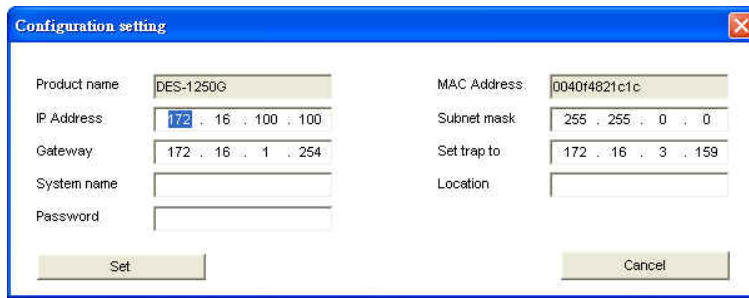 Configuration setting
Product name DES-1250G MAC Address 0040f4821c1c
IP Address 172 . 16 . 100 . 100 Subnet mask 255 . 255 . 0 . 0
Gateway 172 . 16 . 1 . 254 Set trap to 172 . 16 . 3 . 159
System name Location
Password
Set Cancel